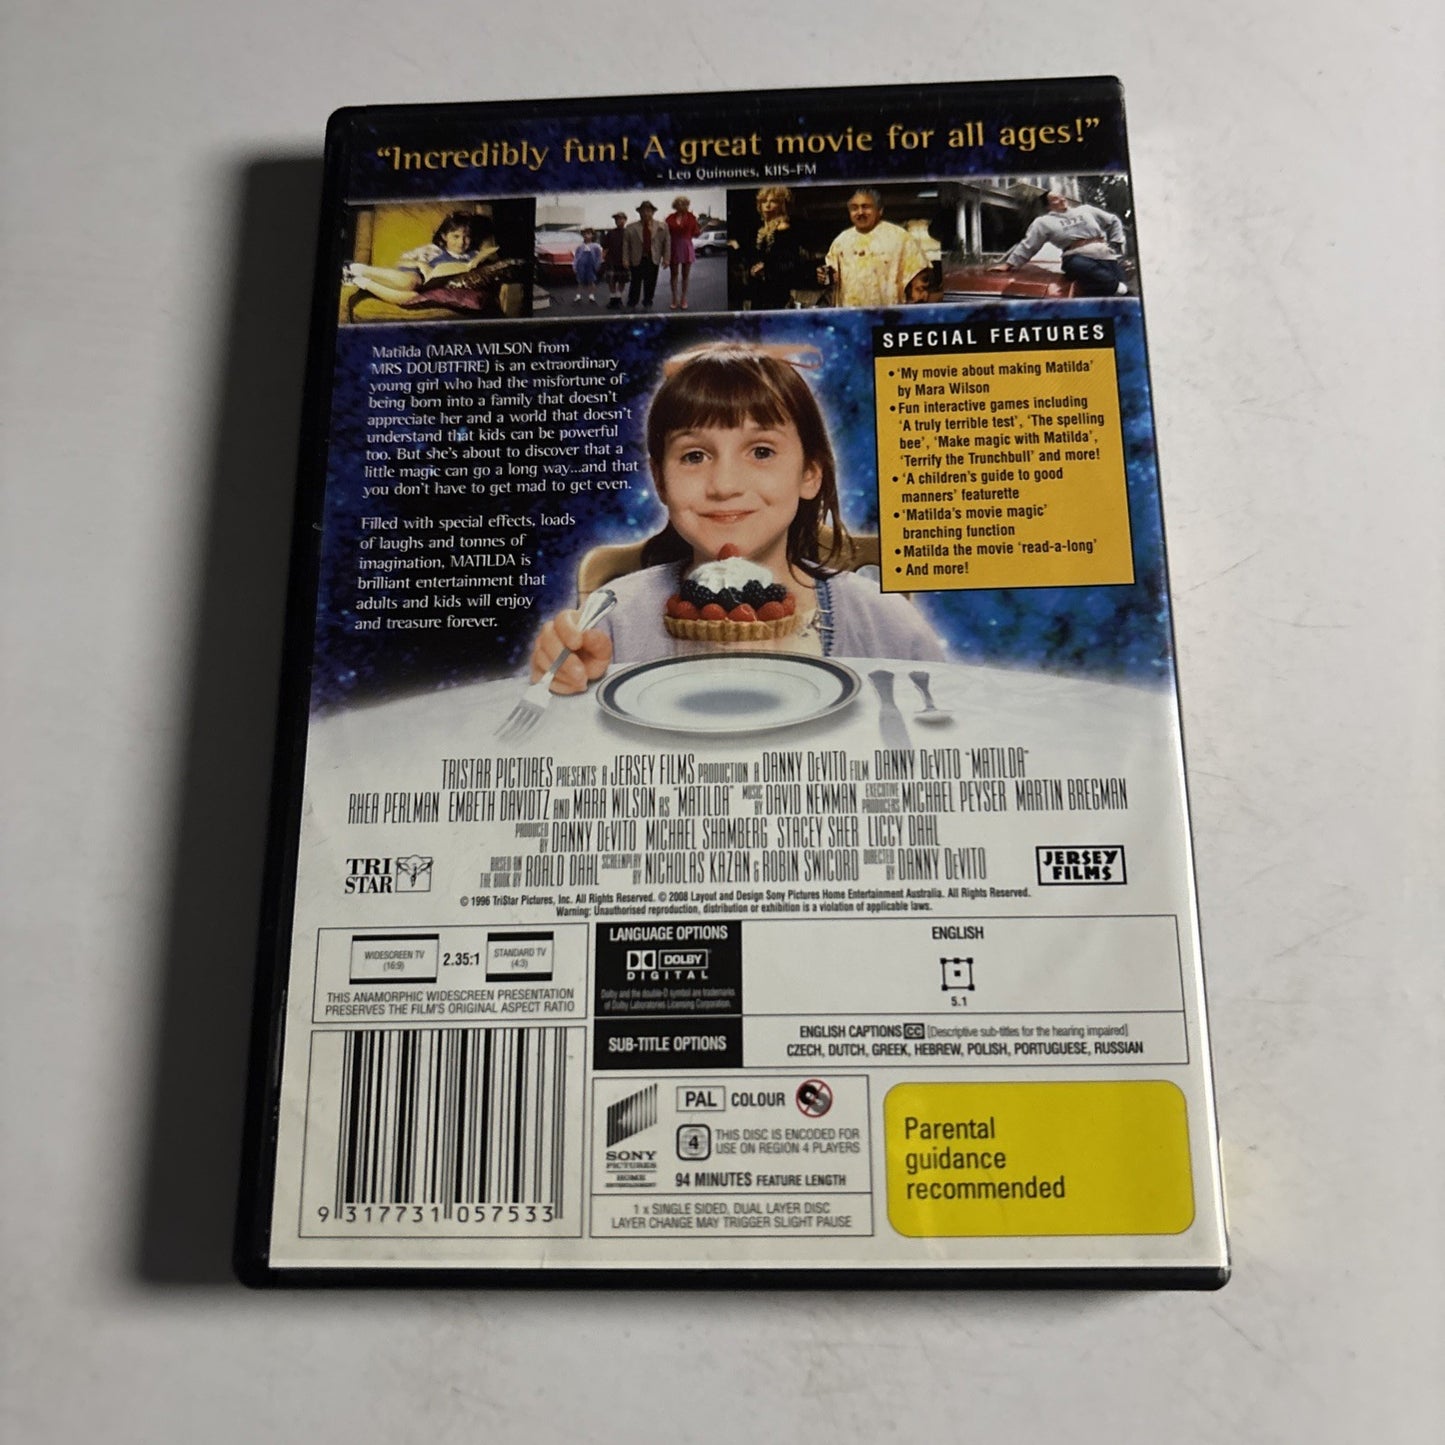 “Incredibly fun! A great movie for all ages!”
- Leo Quinones, KIIS-FM
Matilda (MARA WILSON from
MRS DOUBTFIRE) is an extraordinary
young girl who had the misfortune of
being born into a family that doesn't
appreciate her and a world that doesn't
understand that kids can be powerful
too. But she's about to discover that a
little magic can go a long way...and that
you don't have to get mad to get even.
Filled with special effects, loads
of laughs and tonnes of
imagination, MATILDA is
brilliant entertainment that
adults and kids will enjoy
and treasure forever.
SPECIAL FEATURES
• ‘My movie about making Matilda’
by Mara Wilson
• Fun interactive games including
‘A truly terrible test’, ‘The spelling
bee’, ‘Make magic with Matilda’,
‘Terrify the Trunchbull’ and more!
• ‘A children's guide to good
manners’ featurette
• ‘Matilda's movie magic’
branching function
• Matilda the movie ‘read-a-long’
• And more!
TRISTAR PICTURES PRESENTS A JERSEY FILMS PRODUCTION A DANNY DeVITO FILM DANNY DeVITO "MATILDA"
RHEA PERLMAN EMBETH DAVIDTZ AND MARA WILSON AS "MATILDA" MUSIC BY DAVID NEWMAN EXECUTIVE PRODUCERS MICHAEL PEYSER MARTIN BREGMAN
PRODUCED BY DANNY DeVITO MICHAEL SHAMBERG STACEY SHER LICCY DAHL
BASED ON THE BOOK BY ROALD DAHL SCREENPLAY BY NICHOLAS KAZAN & ROBIN SWICORD DIRECTED BY DANNY DeVITO
TRI
STAR
JERSEY
FILMS
© 1996 TriStar Pictures, Inc. All Rights Reserved. © 2008 Layout and Design Sony Pictures Home Entertainment Australia. All Rights Reserved.
Warning: Unauthorised reproduction, distribution or exhibition is a violation of applicable laws.
WIDESCREEN TV
(16:9)
2.35:1
STANDARD TV
(4:3)
THIS ANAMORPHIC WIDESCREEN PRESENTATION
PRESERVES THE FILM'S ORIGINAL ASPECT RATIO
LANGUAGE OPTIONS
DOLBY
DIGITAL
Dolby and the double-D symbol are trademarks
of Dolby Laboratories Licensing Corporation.
ENGLISH
5.1
SUB-TITLE OPTIONS
ENGLISH CAPTIONS CC [Descriptive sub-titles for the hearing impaired]
CZECH, DUTCH, GREEK, HEBREW, POLISH, PORTUGUESE, RUSSIAN
9 317731 057533
SONY
PICTURES
HOME
ENTERTAINMENT
PAL COLOUR
4
THIS DISC IS ENCODED FOR
USE ON REGION 4 PLAYERS
94 MINUTES FEATURE LENGTH
1 x SINGLE SIDED, DUAL LAYER DISC
LAYER CHANGE MAY TRIGGER SLIGHT PAUSE
Parental
guidance
recommended